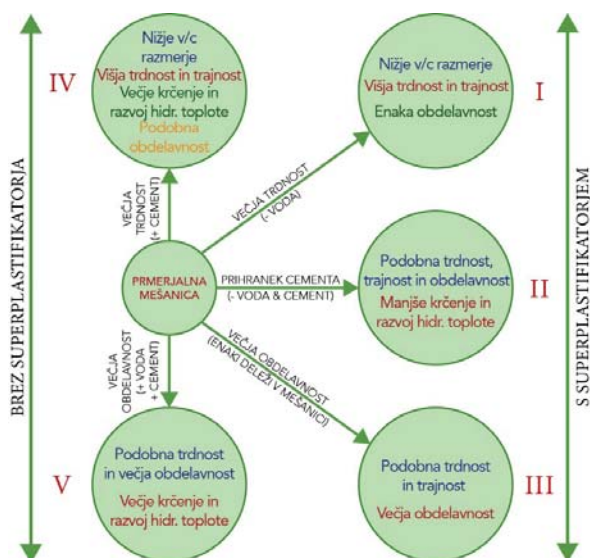 BREZ SUPERPLASTIFIKATORJA
IV
Nižje v/c
razmerje
Višja trdnost in trajnost
Večje krčenje in
razvoj hidr. toplote
Podobna
obdelavnost
Nižje v/c razmerje
Višja trdnost in trajnost
Enaka obdelavnost
I
VEČJA
TRDNOST
(+ CEMENT)
VEČJA TRDNOST
(- VODA)
PRMERJALNA
MEŠANICA
PRIHRANEK CEMENTA
(- VODA & CEMENT)
Podobna trdnost,
trajnost in obdelavnost
Manjše krčenje in
razvoj hidr. toplote
II
VEČJA
OBDELAVNOST
(+ VODA
+ CEMENT)
VEČJA OBDELAVNOST
(ENAKI DELEŽI V MEŠANICI)
V
Podobna trdnost
in večja obdelavnost
Večje krčenje in
razvoj hidr. toplote
Podobna trdnost
in trajnost
Večja obdelavnost
III
S SUPERPLASTIFIKATORJEM